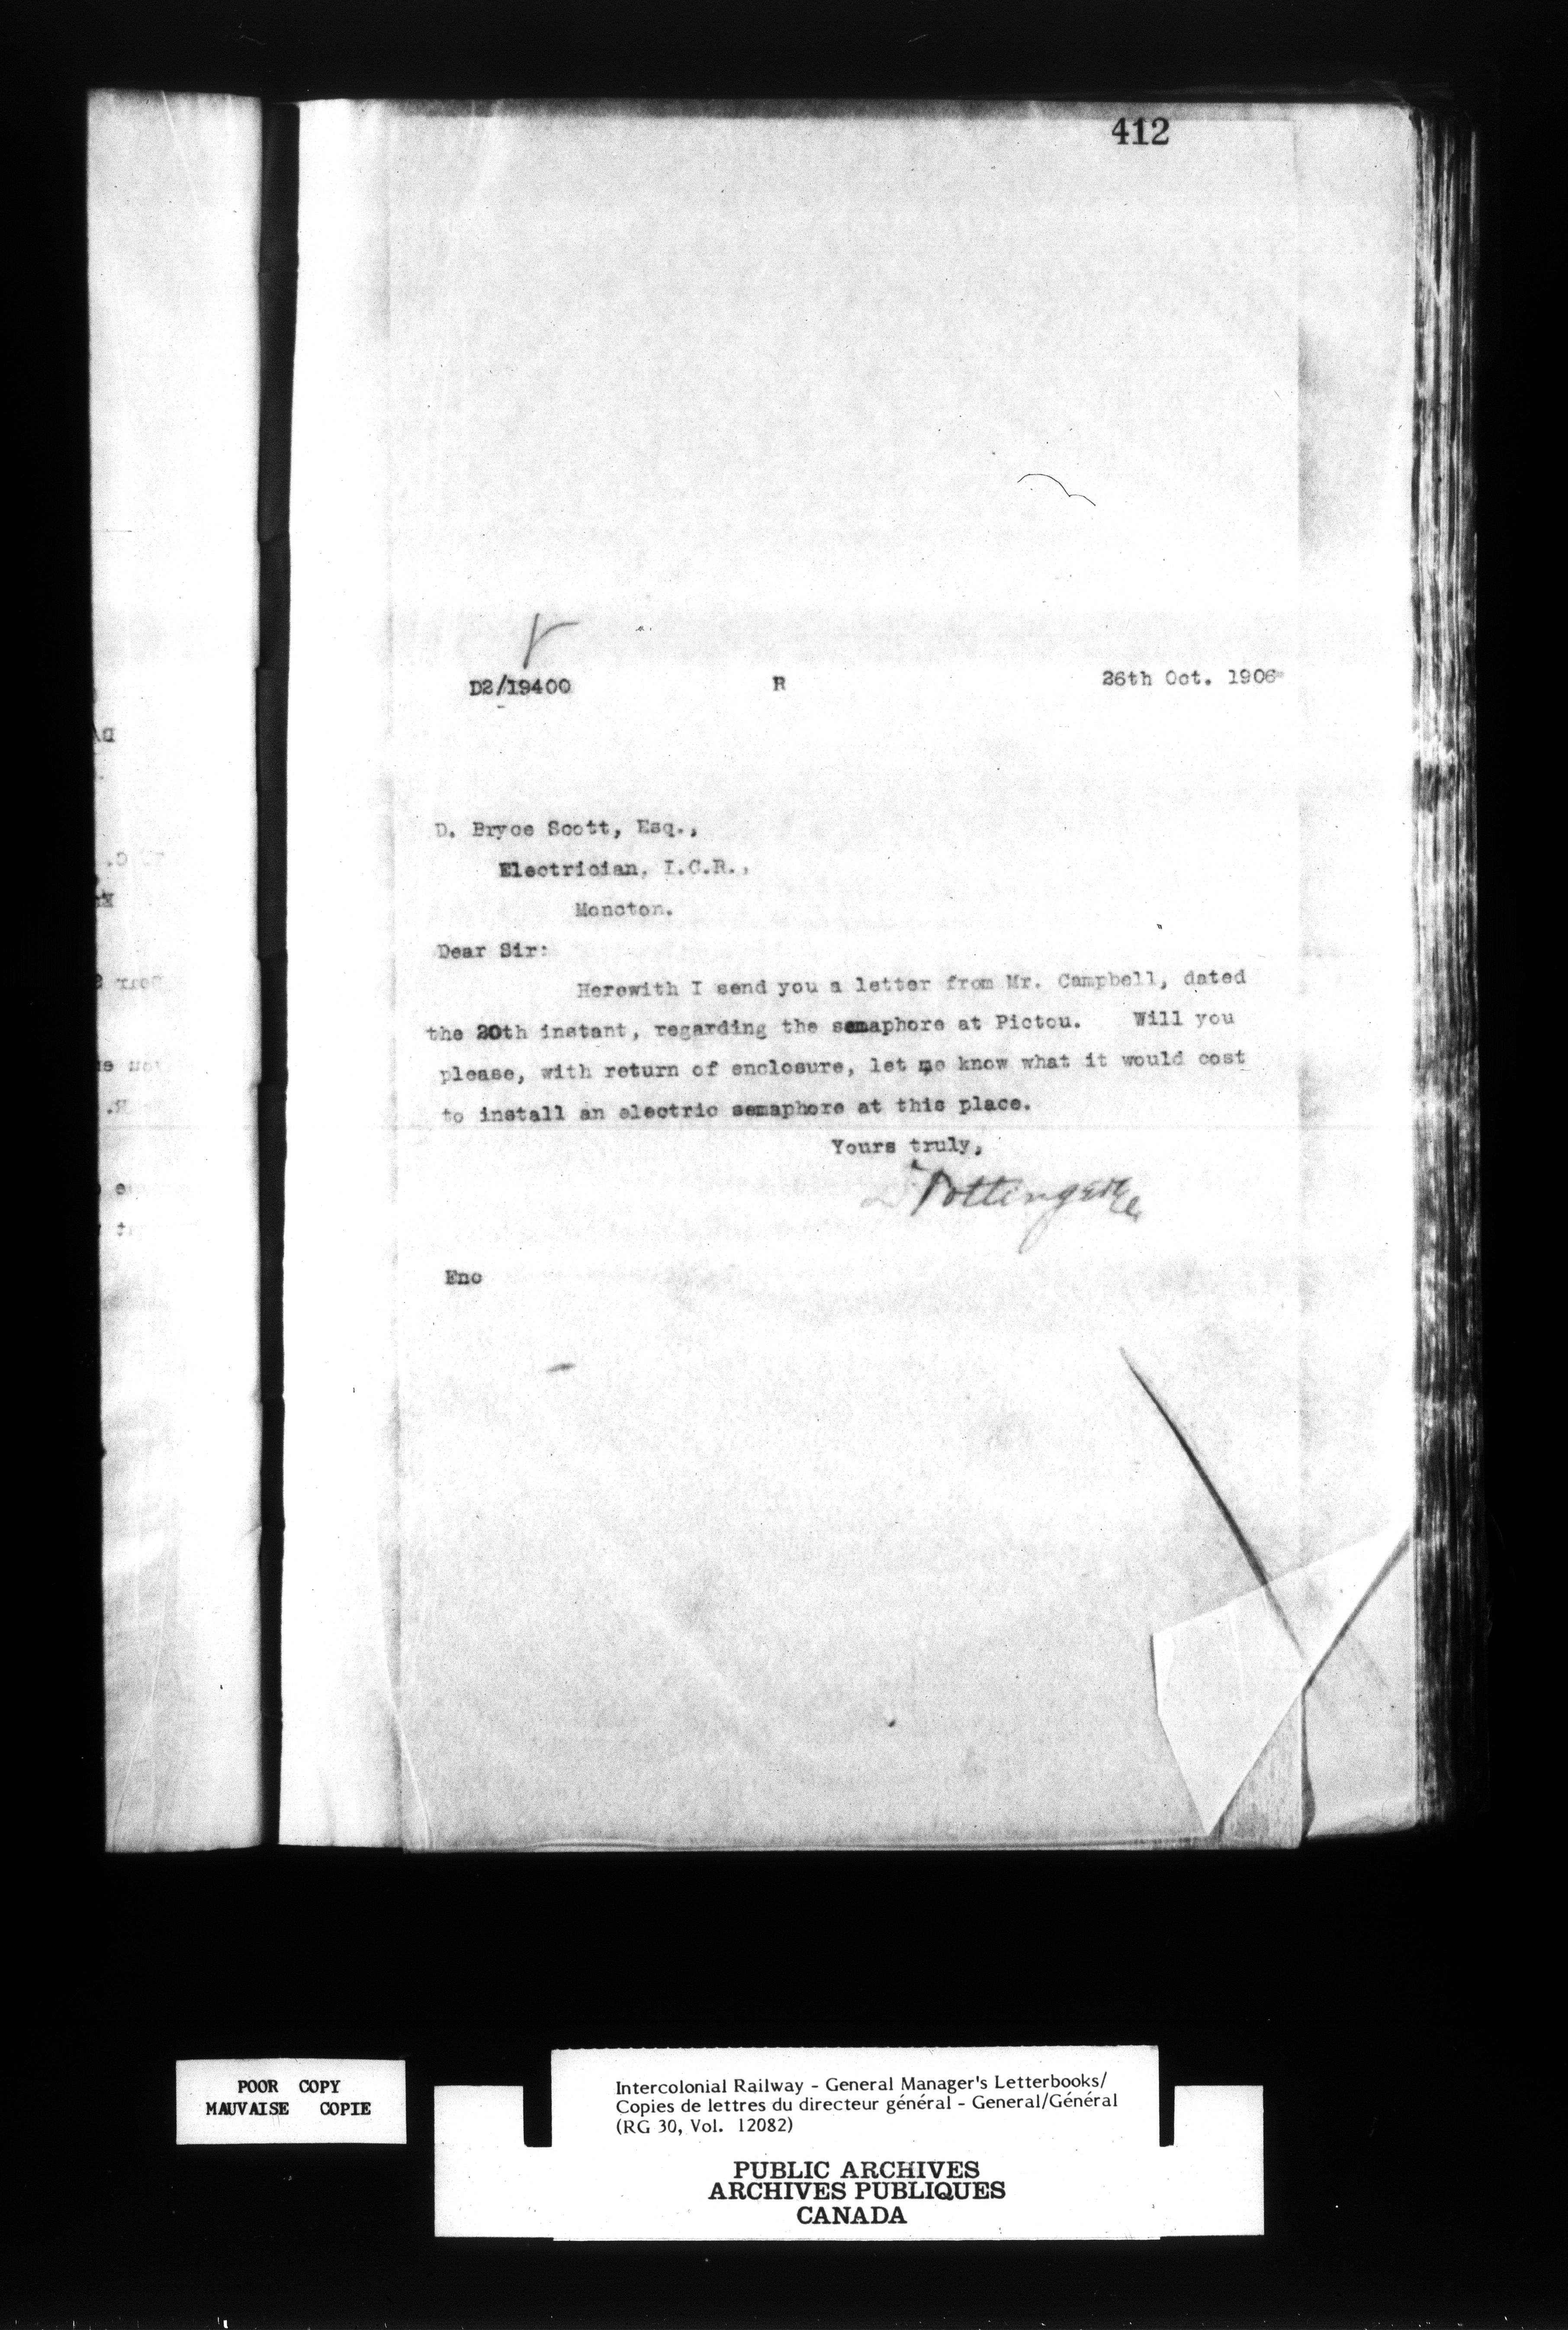 412
D2/19400 R 26th Oct. 1906
D. Bryce Scott, Esq.,
Electrician, I.C.R.,
Moncton.
Dear Sir:
Herewith I send you a letter from Mr. Campbell, dated
the 20th instant, regarding the semaphore at Pictou. Will you
please, with return of enclosure, let me know what it would cost
to install an electric semaphore at this place.
Yours truly,
D Pottinger
Enc
POOR COPY
MAUVAISE COPIE
Intercolonial Railway - General Manager's Letterbooks/
Copies de lettres du directeur général - General/Général
(RG 30, Vol. 12082)
PUBLIC ARCHIVES
ARCHIVES PUBLIQUES
CANADA